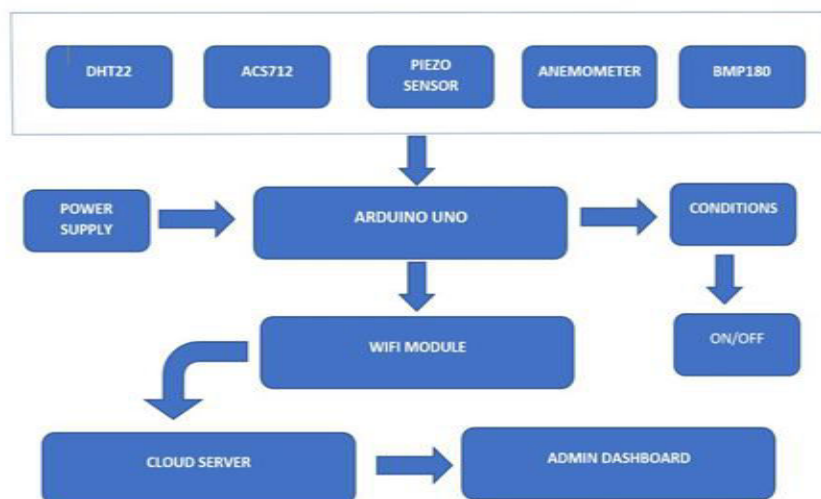 DHT22
ACS712
PIEZO
SENSOR
ANEMOMETER
BMP180
POWER
SUPPLY
ARDUINO UNO
CONDITIONS
WIFI MODULE
ON/OFF
CLOUD SERVER
ADMIN DASHBOARD